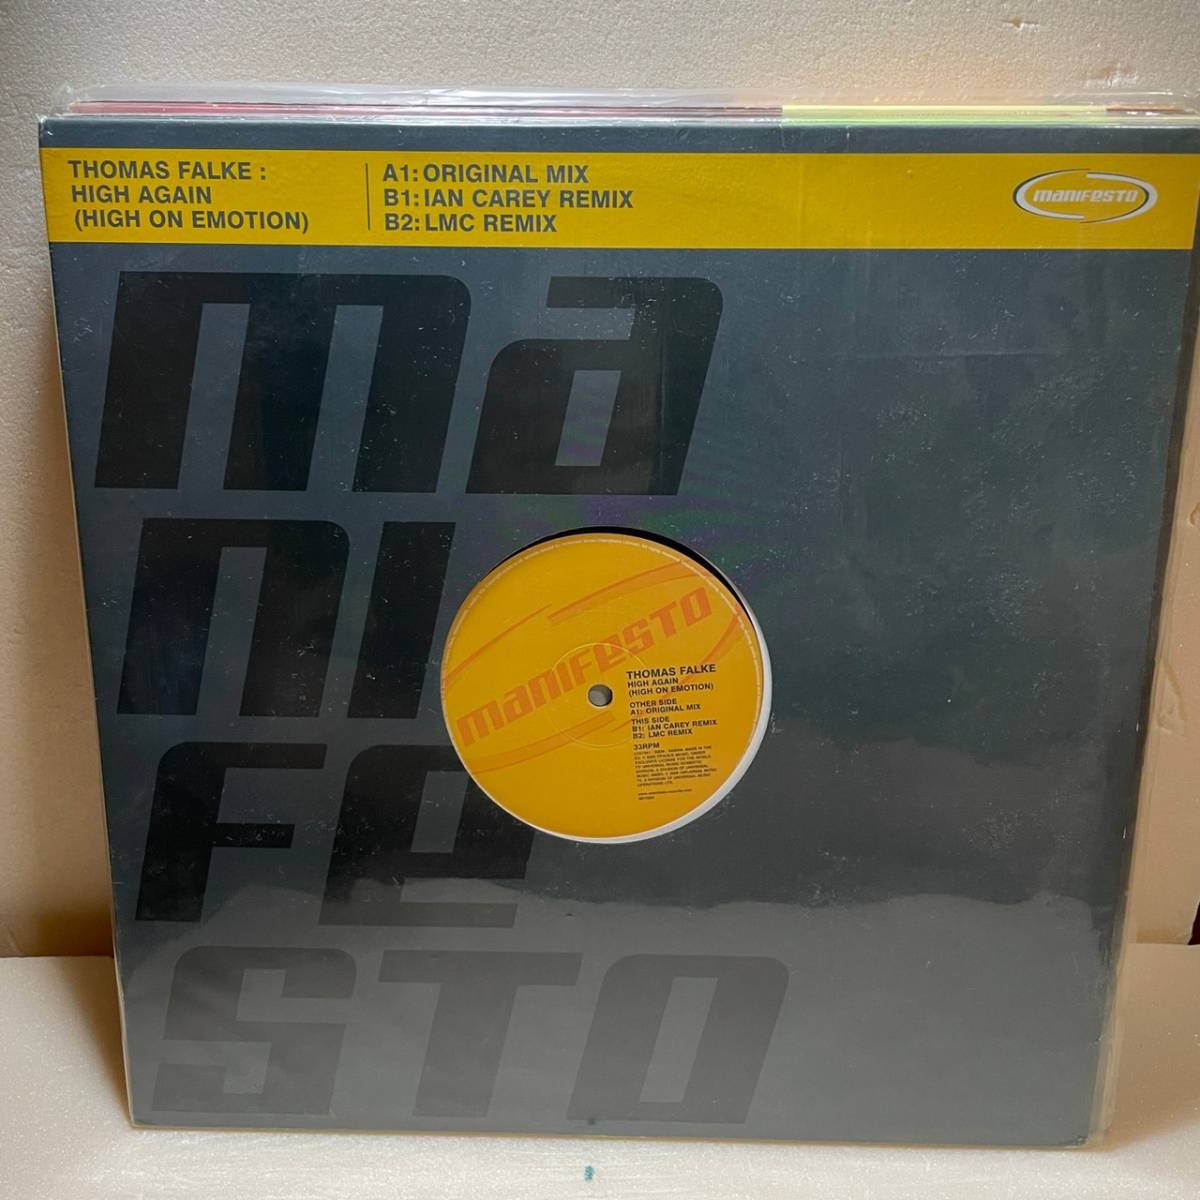 THOMAS FALKE :
HIGH AGAIN
(HIGH ON EMOTION)
A1: ORIGINAL MIX
B1: IAN CAREY REMIX
B2: LMC REMIX
manifesto
ma
ni
fe
sto
manifesto
THOMAS FALKE
HIGH AGAIN
(HIGH ON EMOTION)
OTHER SIDE
A1: ORIGINAL MIX
THIS SIDE
B1: IAN CAREY REMIX
B2: LMC REMIX
33RPM